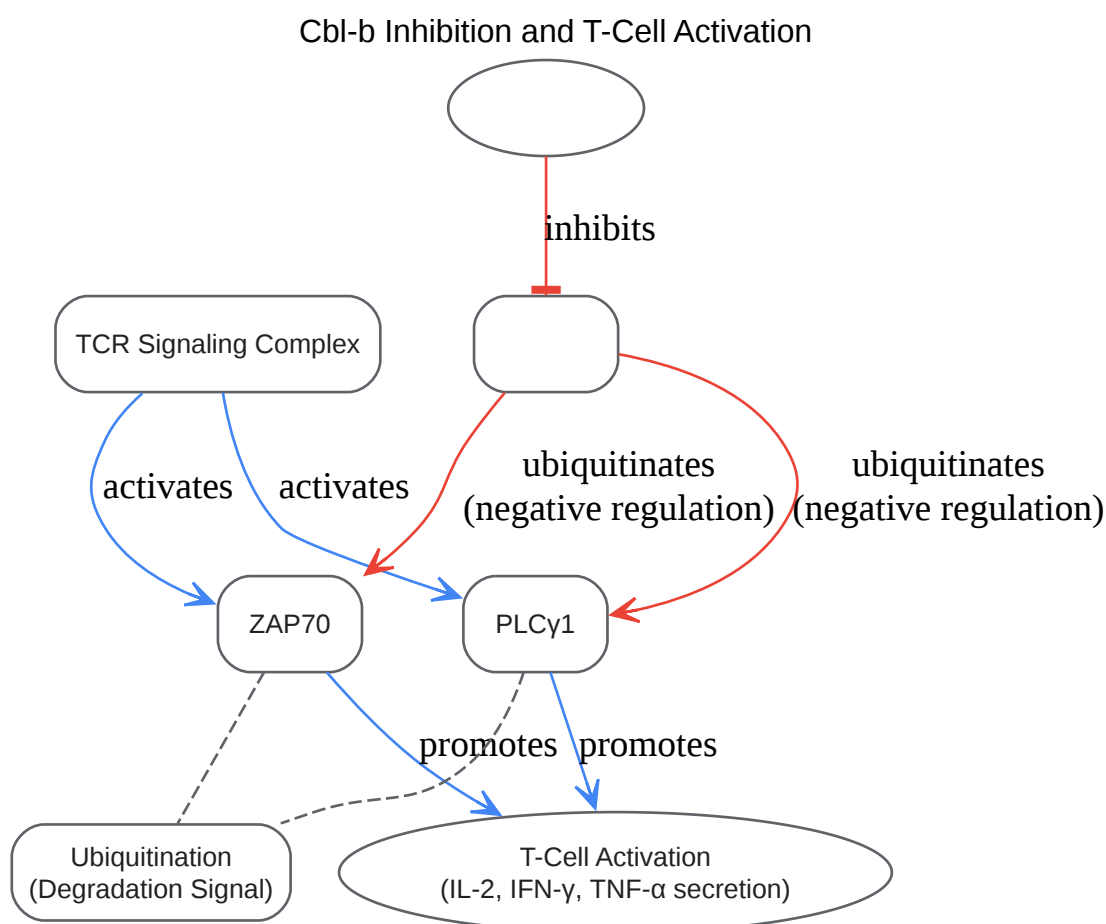 Cbl-b Inhibition and T-Cell Activation
inhibits
TCR Signaling Complex
activates
activates
ubiquitinates
(negative regulation)
ubiquitinates
(negative regulation)
ZAP70
PLCγ1
promotes
promotes
Ubiquitination
(Degradation Signal)
T-Cell Activation
(IL-2, IFN-γ, TNF-α secretion)